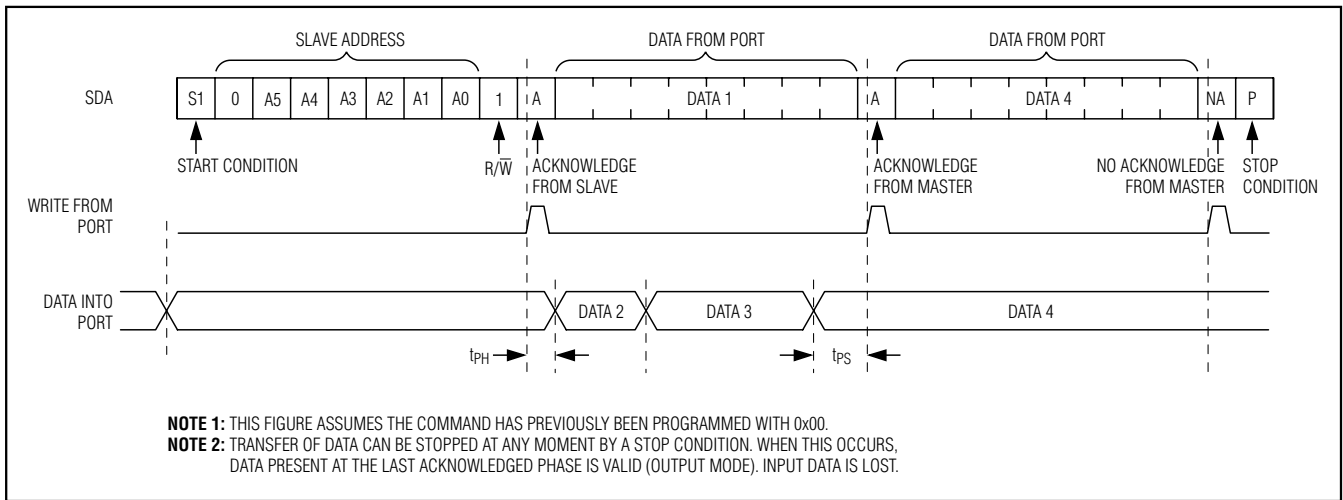 SLAVE ADDRESS DATA FROM PORT DATA FROM PORT
SDA S1 0 A5 A4 A3 A2 A1 A0 1 A DATA 1 A DATA 4 NA P
START CONDITION R/W̅ ACKNOWLEDGE FROM SLAVE ACKNOWLEDGE FROM MASTER NO ACKNOWLEDGE FROM MASTER STOP CONDITION
WRITE FROM
PORT
DATA INTO
PORT
DATA 2 DATA 3 DATA 4
tPH tPS
NOTE 1: THIS FIGURE ASSUMES THE COMMAND HAS PREVIOUSLY BEEN PROGRAMMED WITH 0x00.
NOTE 2: TRANSFER OF DATA CAN BE STOPPED AT ANY MOMENT BY A STOP CONDITION. WHEN THIS OCCURS,
DATA PRESENT AT THE LAST ACKNOWLEDGED PHASE IS VALID (OUTPUT MODE). INPUT DATA IS LOST.